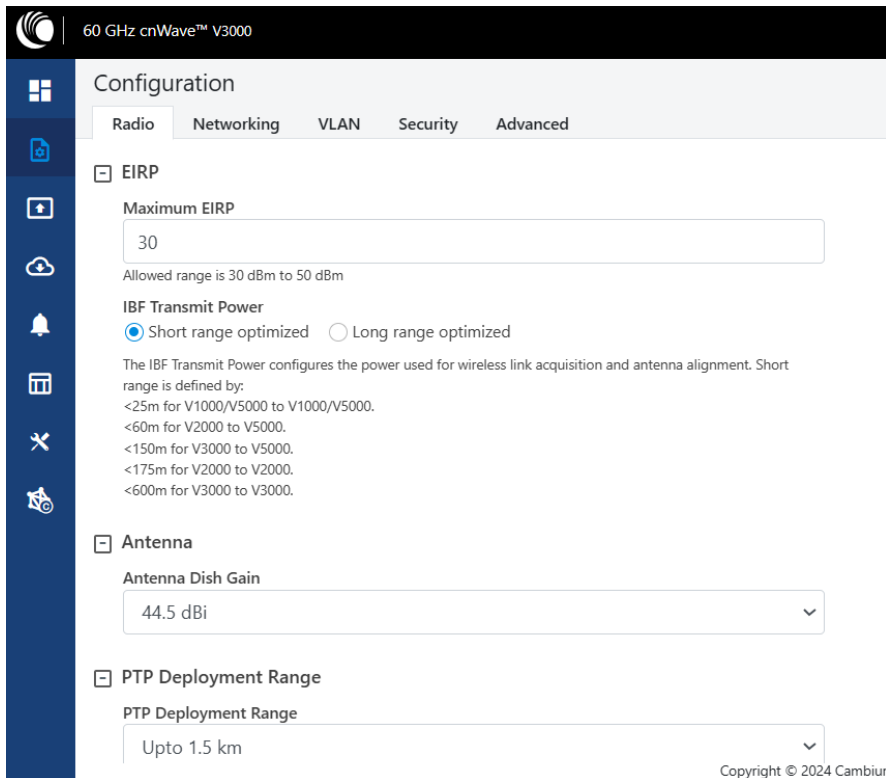 60 GHz cnWave™ V3000
Configuration
Radio Networking VLAN Security Advanced
EIRP
Maximum EIRP
30
Allowed range is 30 dBm to 50 dBm
IBF Transmit Power
Short range optimized Long range optimized
The IBF Transmit Power configures the power used for wireless link acquisition and antenna alignment. Short
range is defined by:
<25m for V1000/V5000 to V1000/V5000.
<60m for V2000 to V5000.
<150m for V3000 to V5000.
<175m for V2000 to V2000.
<600m for V3000 to V3000.
Antenna
Antenna Dish Gain
44.5 dBi
PTP Deployment Range
PTP Deployment Range
Upto 1.5 km
Copyright © 2024 Cambiur